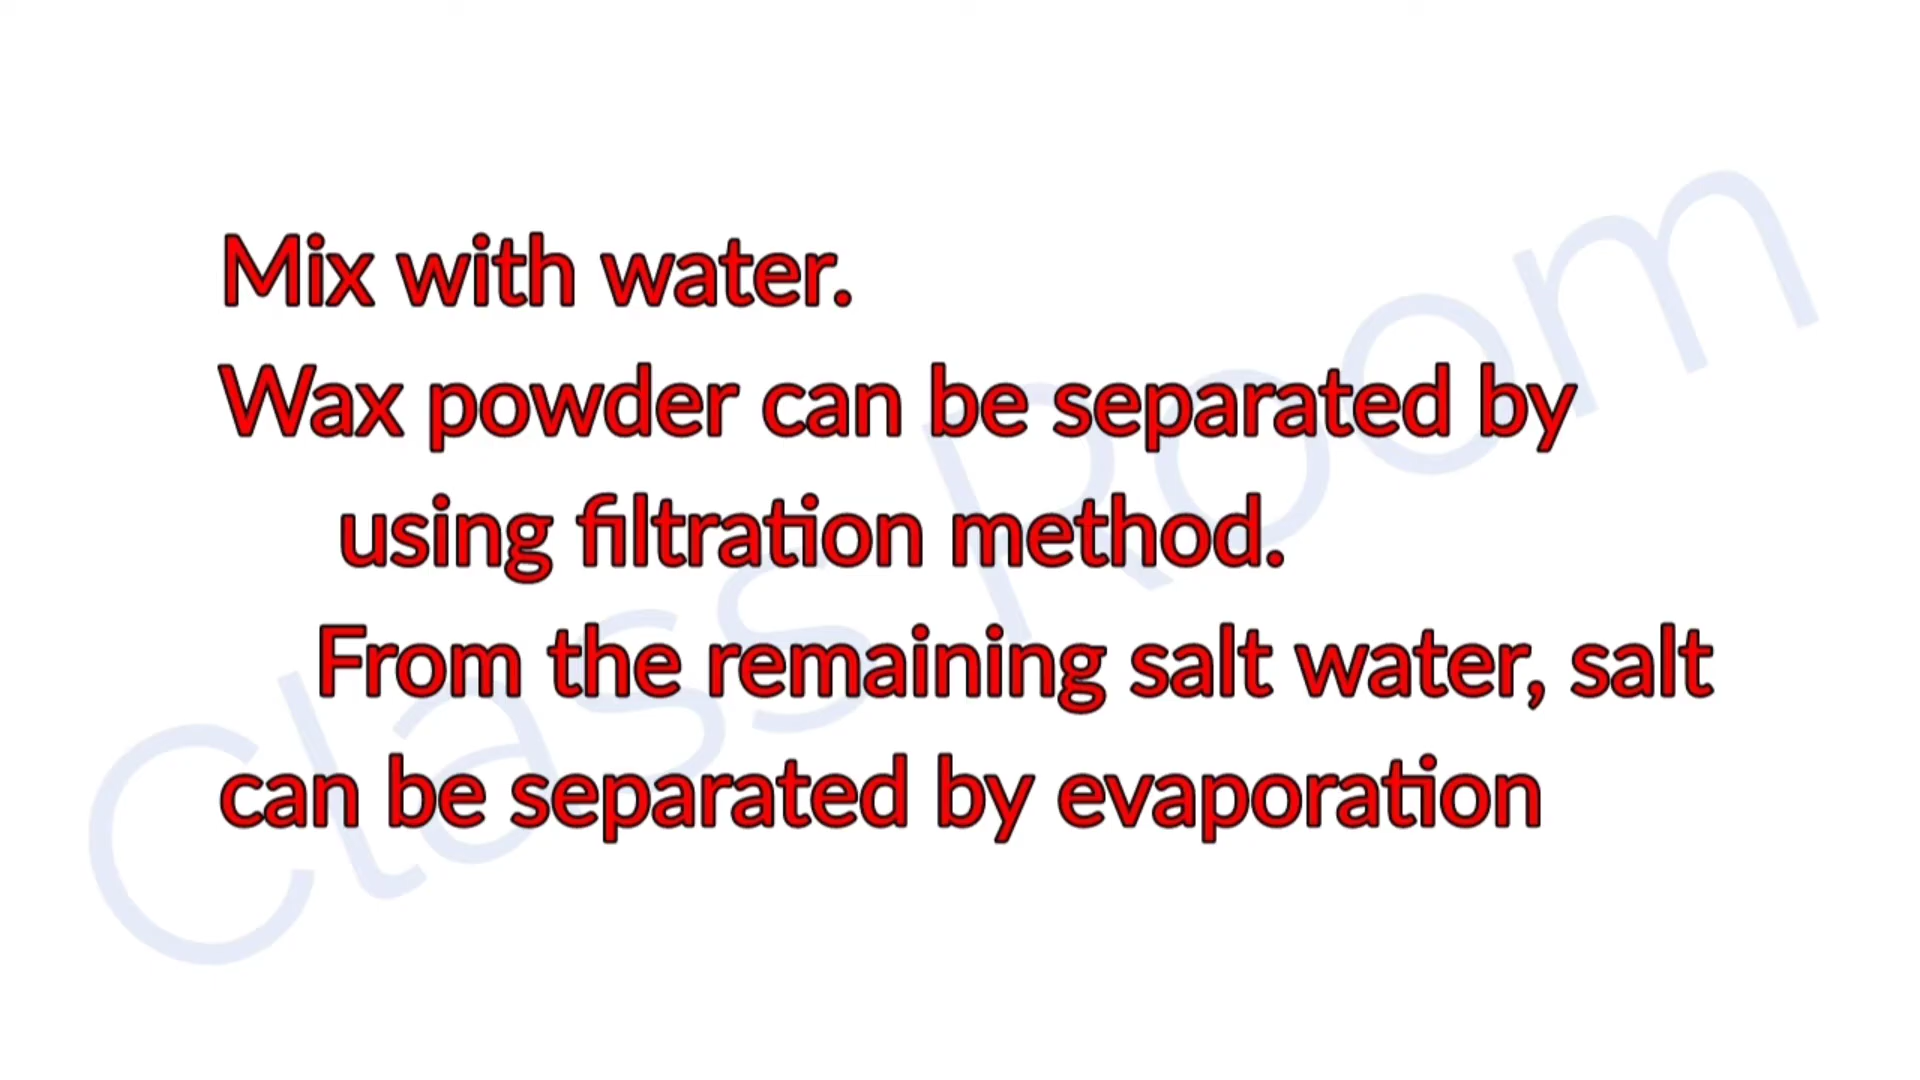 Mix with water.
Wax powder can be separated by
using filtration method.
From the remaining salt water, salt
can be separated by evaporation
Class Room